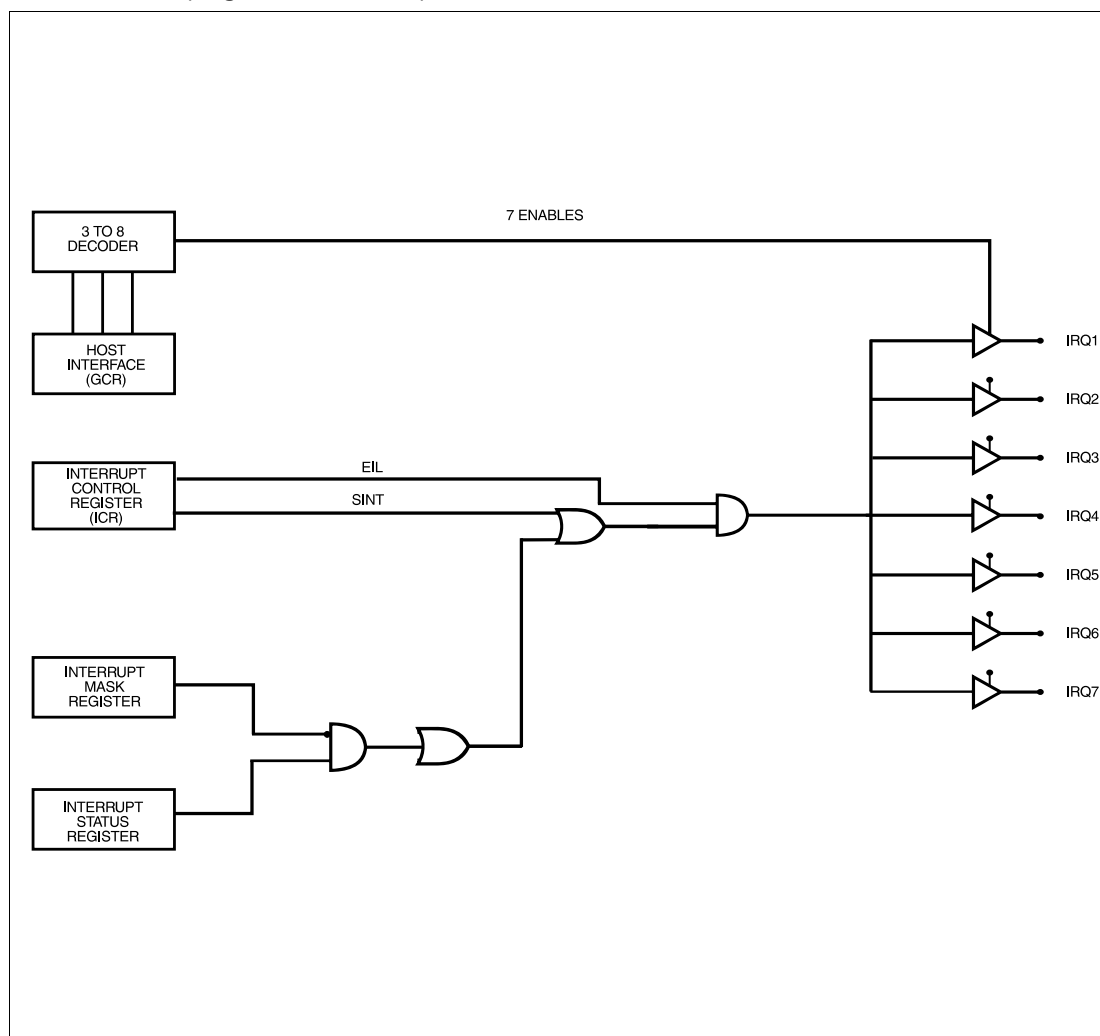 3 TO 8
DECODER
7 ENABLES
HOST
INTERFACE
(GCR)
IRQ1
IRQ2
IRQ3
INTERRUPT
CONTROL
REGISTER
(ICR)
EIL
SINT
IRQ4
IRQ5
IRQ6
IRQ7
INTERRUPT
MASK
REGISTER
INTERRUPT
STATUS
REGISTER